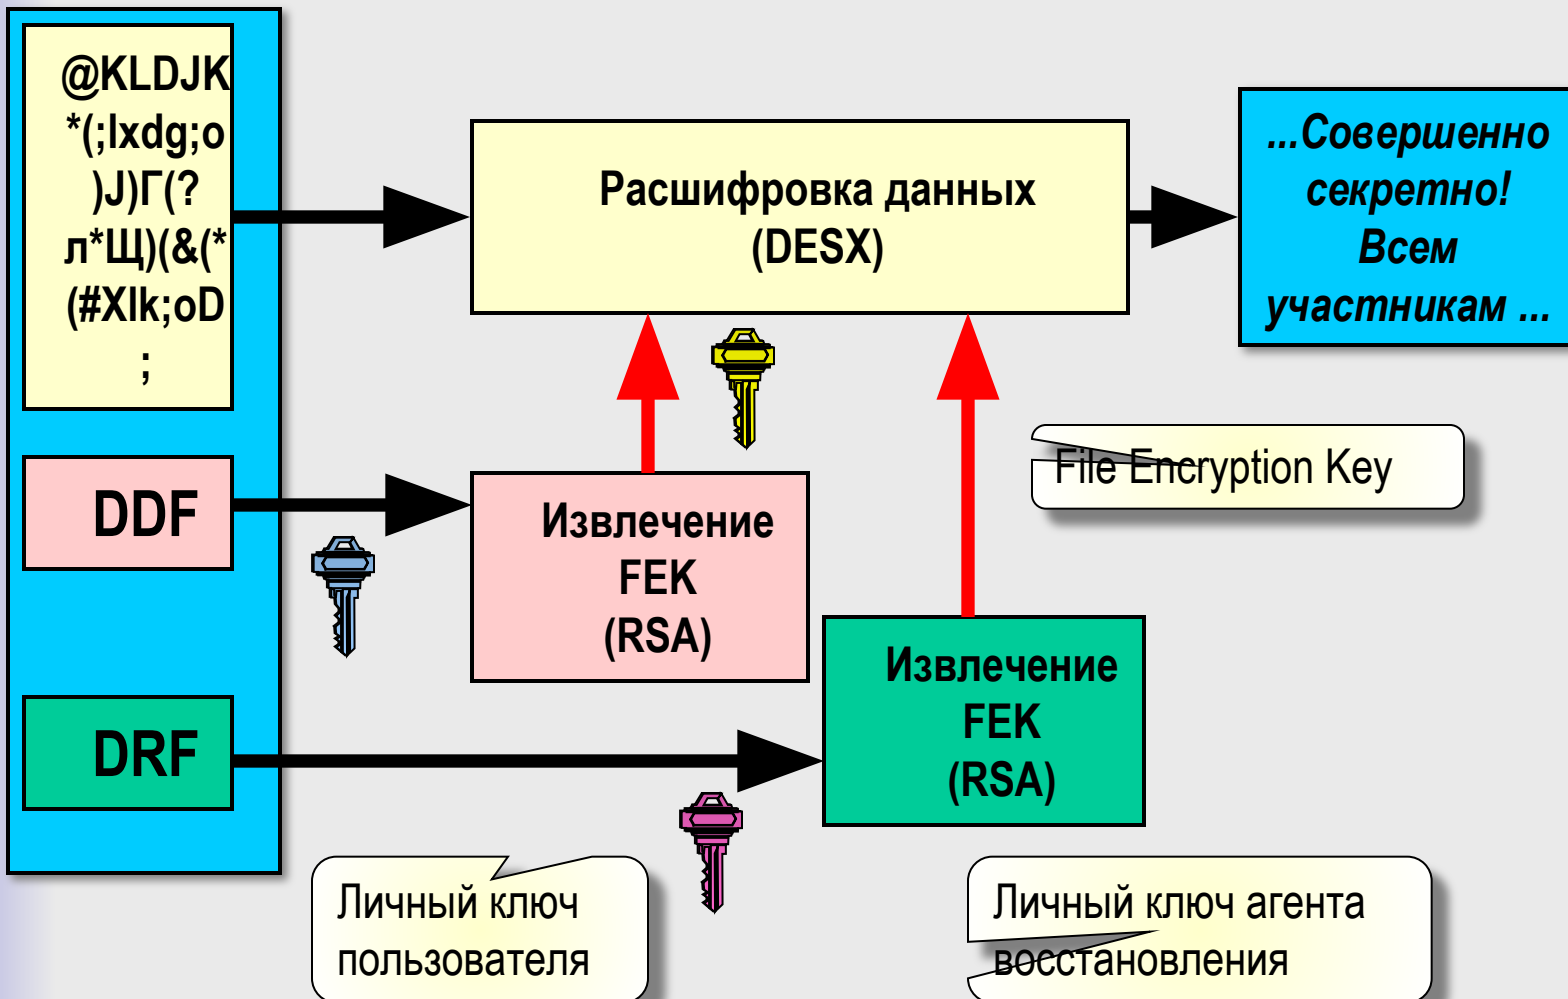 @KLDJK
*(;lxdg;o
)J)Г(?
л*Щ)(&(*
(#Xlk;oD
;
Расшифровка данных
(DESX)
...Совершенно
секретно!
Всем
участникам ...
File Encryption Key
DDF
Извлечение
FEK
(RSA)
DRF
Извлечение
FEK
(RSA)
Личный ключ
пользователя
Личный ключ агента
восстановления